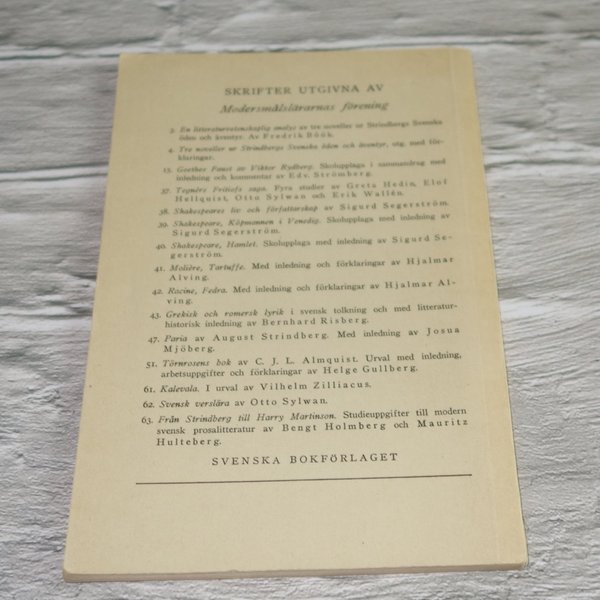 SKRIFTER UTGIVNA AV
Modersmålslärarnas förening
3. En litteraturvetenskaplig analys av tre noveller ur Strindbergs Svenska
öden och äventyr. Av Fredrik Böök.
4. Tre noveller ur Strindbergs Svenska öden och äventyr, utg. med för-
klaringar.
15. Goethes Faust av Viktor Rydberg. Skolupplaga i sammandrag med
inledning och kommentar av Edv. Strömberg.
37. Tegnérs Fritiofs saga. Fyra studier av Greta Hedin, Elof
Hellquist, Otto Sylwan och Erik Wallén.
38. Shakespeares liv och författarskap av Sigurd Segerström.
39. Shakespeare, Köpmannen i Venedig. Skolupplaga med inledning av
Sigurd Segerström.
40. Shakespeare, Hamlet. Skolupplaga med inledning av Sigurd Se-
gerström.
41. Molière, Tartuffe. Med inledning och förklaringar av Hjalmar
Alving.
42. Racine, Fedra. Med inledning och förklaringar av Hjalmar Al-
ving.
43. Grekisk och romersk lyrik i svensk tolkning och med litteratur-
historisk inledning av Bernhard Risberg.
47. Paria av August Strindberg. Med inledning av Josua
Mjöberg.
51. Törnrosens bok av C. J. L. Almquist. Urval med inledning,
arbetsuppgifter och förklaringar av Helge Gullberg.
61. Kalevala. I urval av Vilhelm Zilliacus.
62. Svensk verslära av Otto Sylwan.
63. Från Strindberg till Harry Martinson. Studieuppgifter till modern
svensk prosalitteratur av Bengt Holmberg och Mauritz
Hulteberg.
SVENSKA BOKFÖRLAGET